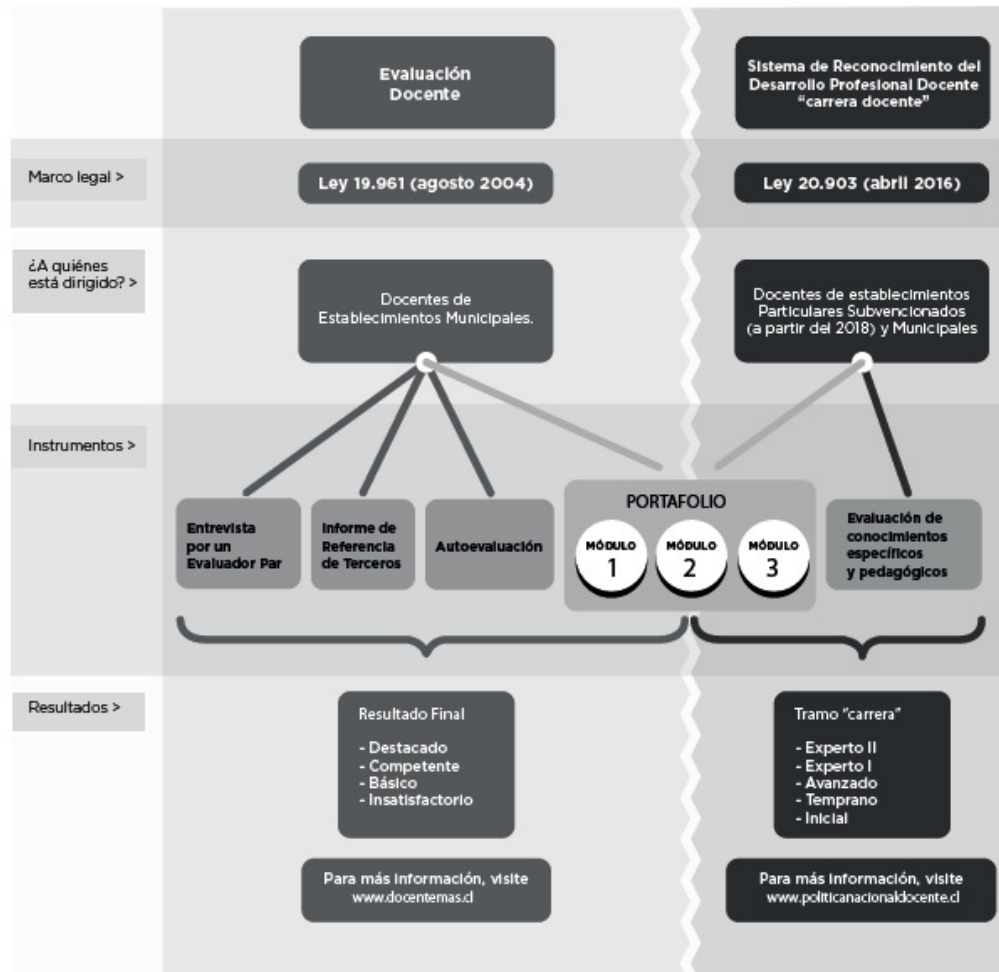 Evaluación
Docente
Sistema de Reconocimiento del
Desarrollo Profesional Docente
“carrera docente”
Marco legal >
Ley 19.961 (agosto 2004)
Ley 20.903 (abril 2016)
¿A quiénes
está dirigido? >
Docentes de
Establecimientos Municipales.
Docentes de establecimientos
Particulares Subvencionados
(a partir del 2018) y Municipales
Instrumentos >
Entrevista
por un
Evaluador Par
Informe de
Referencia
de Terceros
Autoevaluación
PORTAFOLIO
MÓDULO
1
MÓDULO
2
MÓDULO
3
Evaluación de
conocimientos
específicos
y pedagógicos
Resultados >
Resultado Final
- Destacado
- Competente
- Básico
- Insatisfactorio
Tramo “carrera”
- Experto II
- Experto I
- Avanzado
- Temprano
- Inicial
Para más información, visite
www.docentemas.cl
Para más información, visite
www.politicanacionaldocente.cl